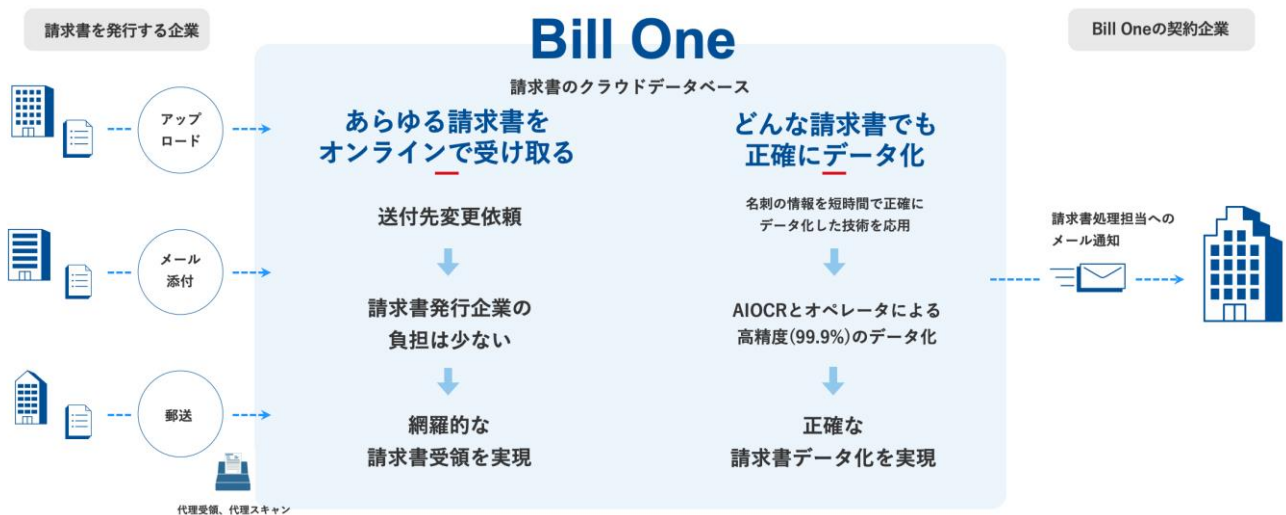 請求書を発行する企業
Bill One
Bill Oneの契約企業
請求書のクラウドデータベース
アップ
ロード
メール
添付
郵送
代理受領、代理スキャン
あらゆる請求書を
オンラインで受け取る
送付先変更依頼
請求書発行企業の
負担は少ない
網羅的な
請求書受領を実現
どんな請求書でも
正確にデータ化
名刺の情報を短時間で正確に
データ化した技術を応用
AIOCRとオペレータによる
高精度(99.9%)のデータ化
正確な
請求書データ化を実現
請求書処理担当への
メール通知